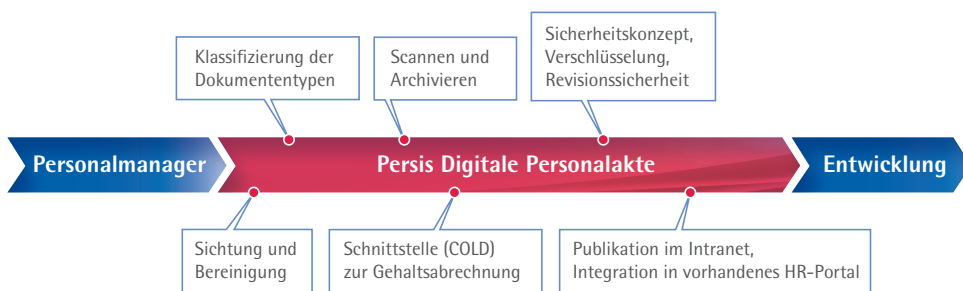 Klassifizierung der
Dokumententypen
Scannen und
Archivieren
Sicherheitskonzept,
Verschlüsselung,
Revisionssicherheit
Personalmanager
Persis Digitale Personalakte
Entwicklung
Sichtung und
Bereinigung
Schnittstelle (COLD)
zur Gehaltsabrechnung
Publikation im Intranet,
Integration in vorhandenes HR-Portal